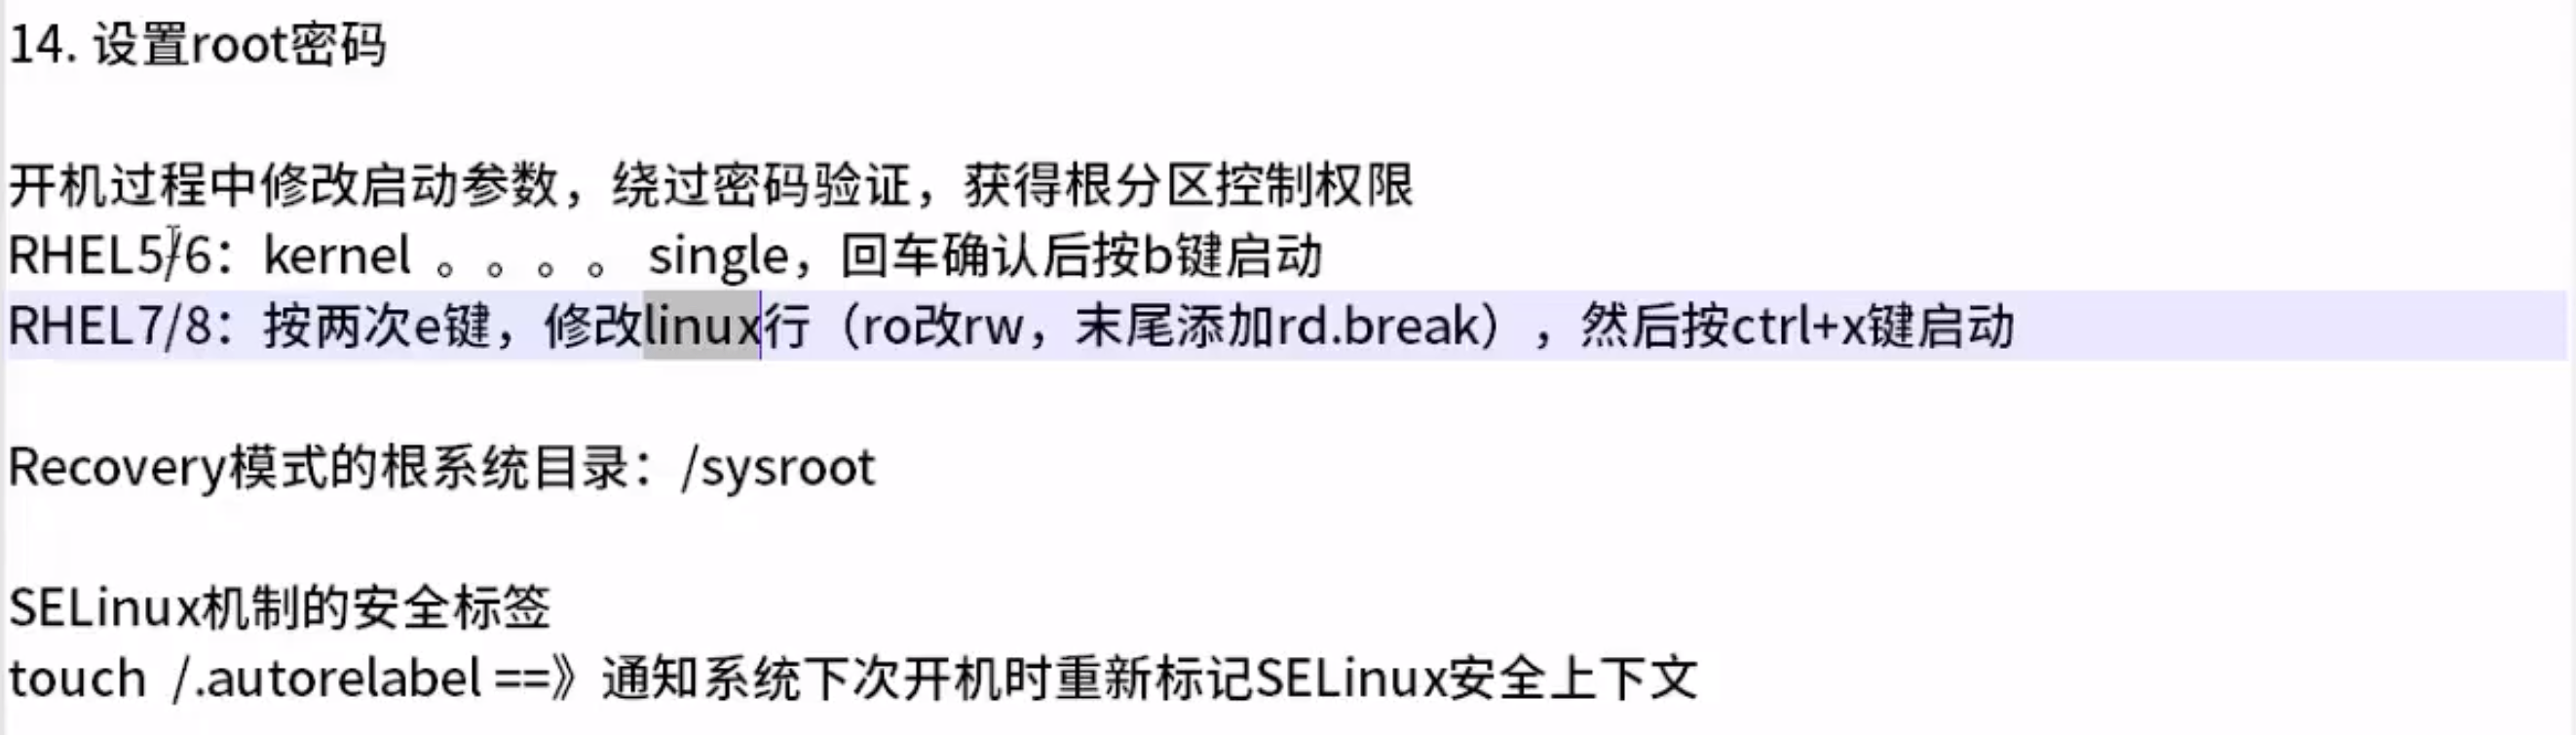 14. 设置root密码
开机过程中修改启动参数，绕过密码验证，获得根分区控制权限
RHEL5/6：kernel 。。。。 single，回车确认后按b键启动
RHEL7/8：按两次e键，修改linux行（ro改rw，末尾添加rd.break），然后按ctrl+x键启动
Recovery模式的根系统目录：/sysroot
SELinux机制的安全标签
touch /.autorelabel ==》通知系统下次开机时重新标记SELinux安全上下文